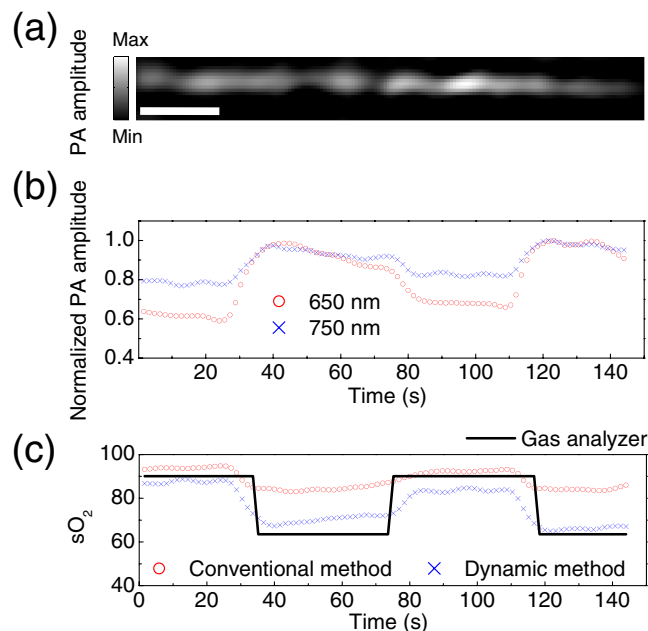 (a)
PA amplitude
Max
Min
(b)
Normalized PA amplitude
1.0
0.8
0.6
0.4
650 nm
750 nm
20 40 60 80 100 120 140
Time (s)
(c)
Gas analyzer
sO2
100
80
60
40
Conventional method
Dynamic method
0 20 40 60 80 100 120 140
Time (s)